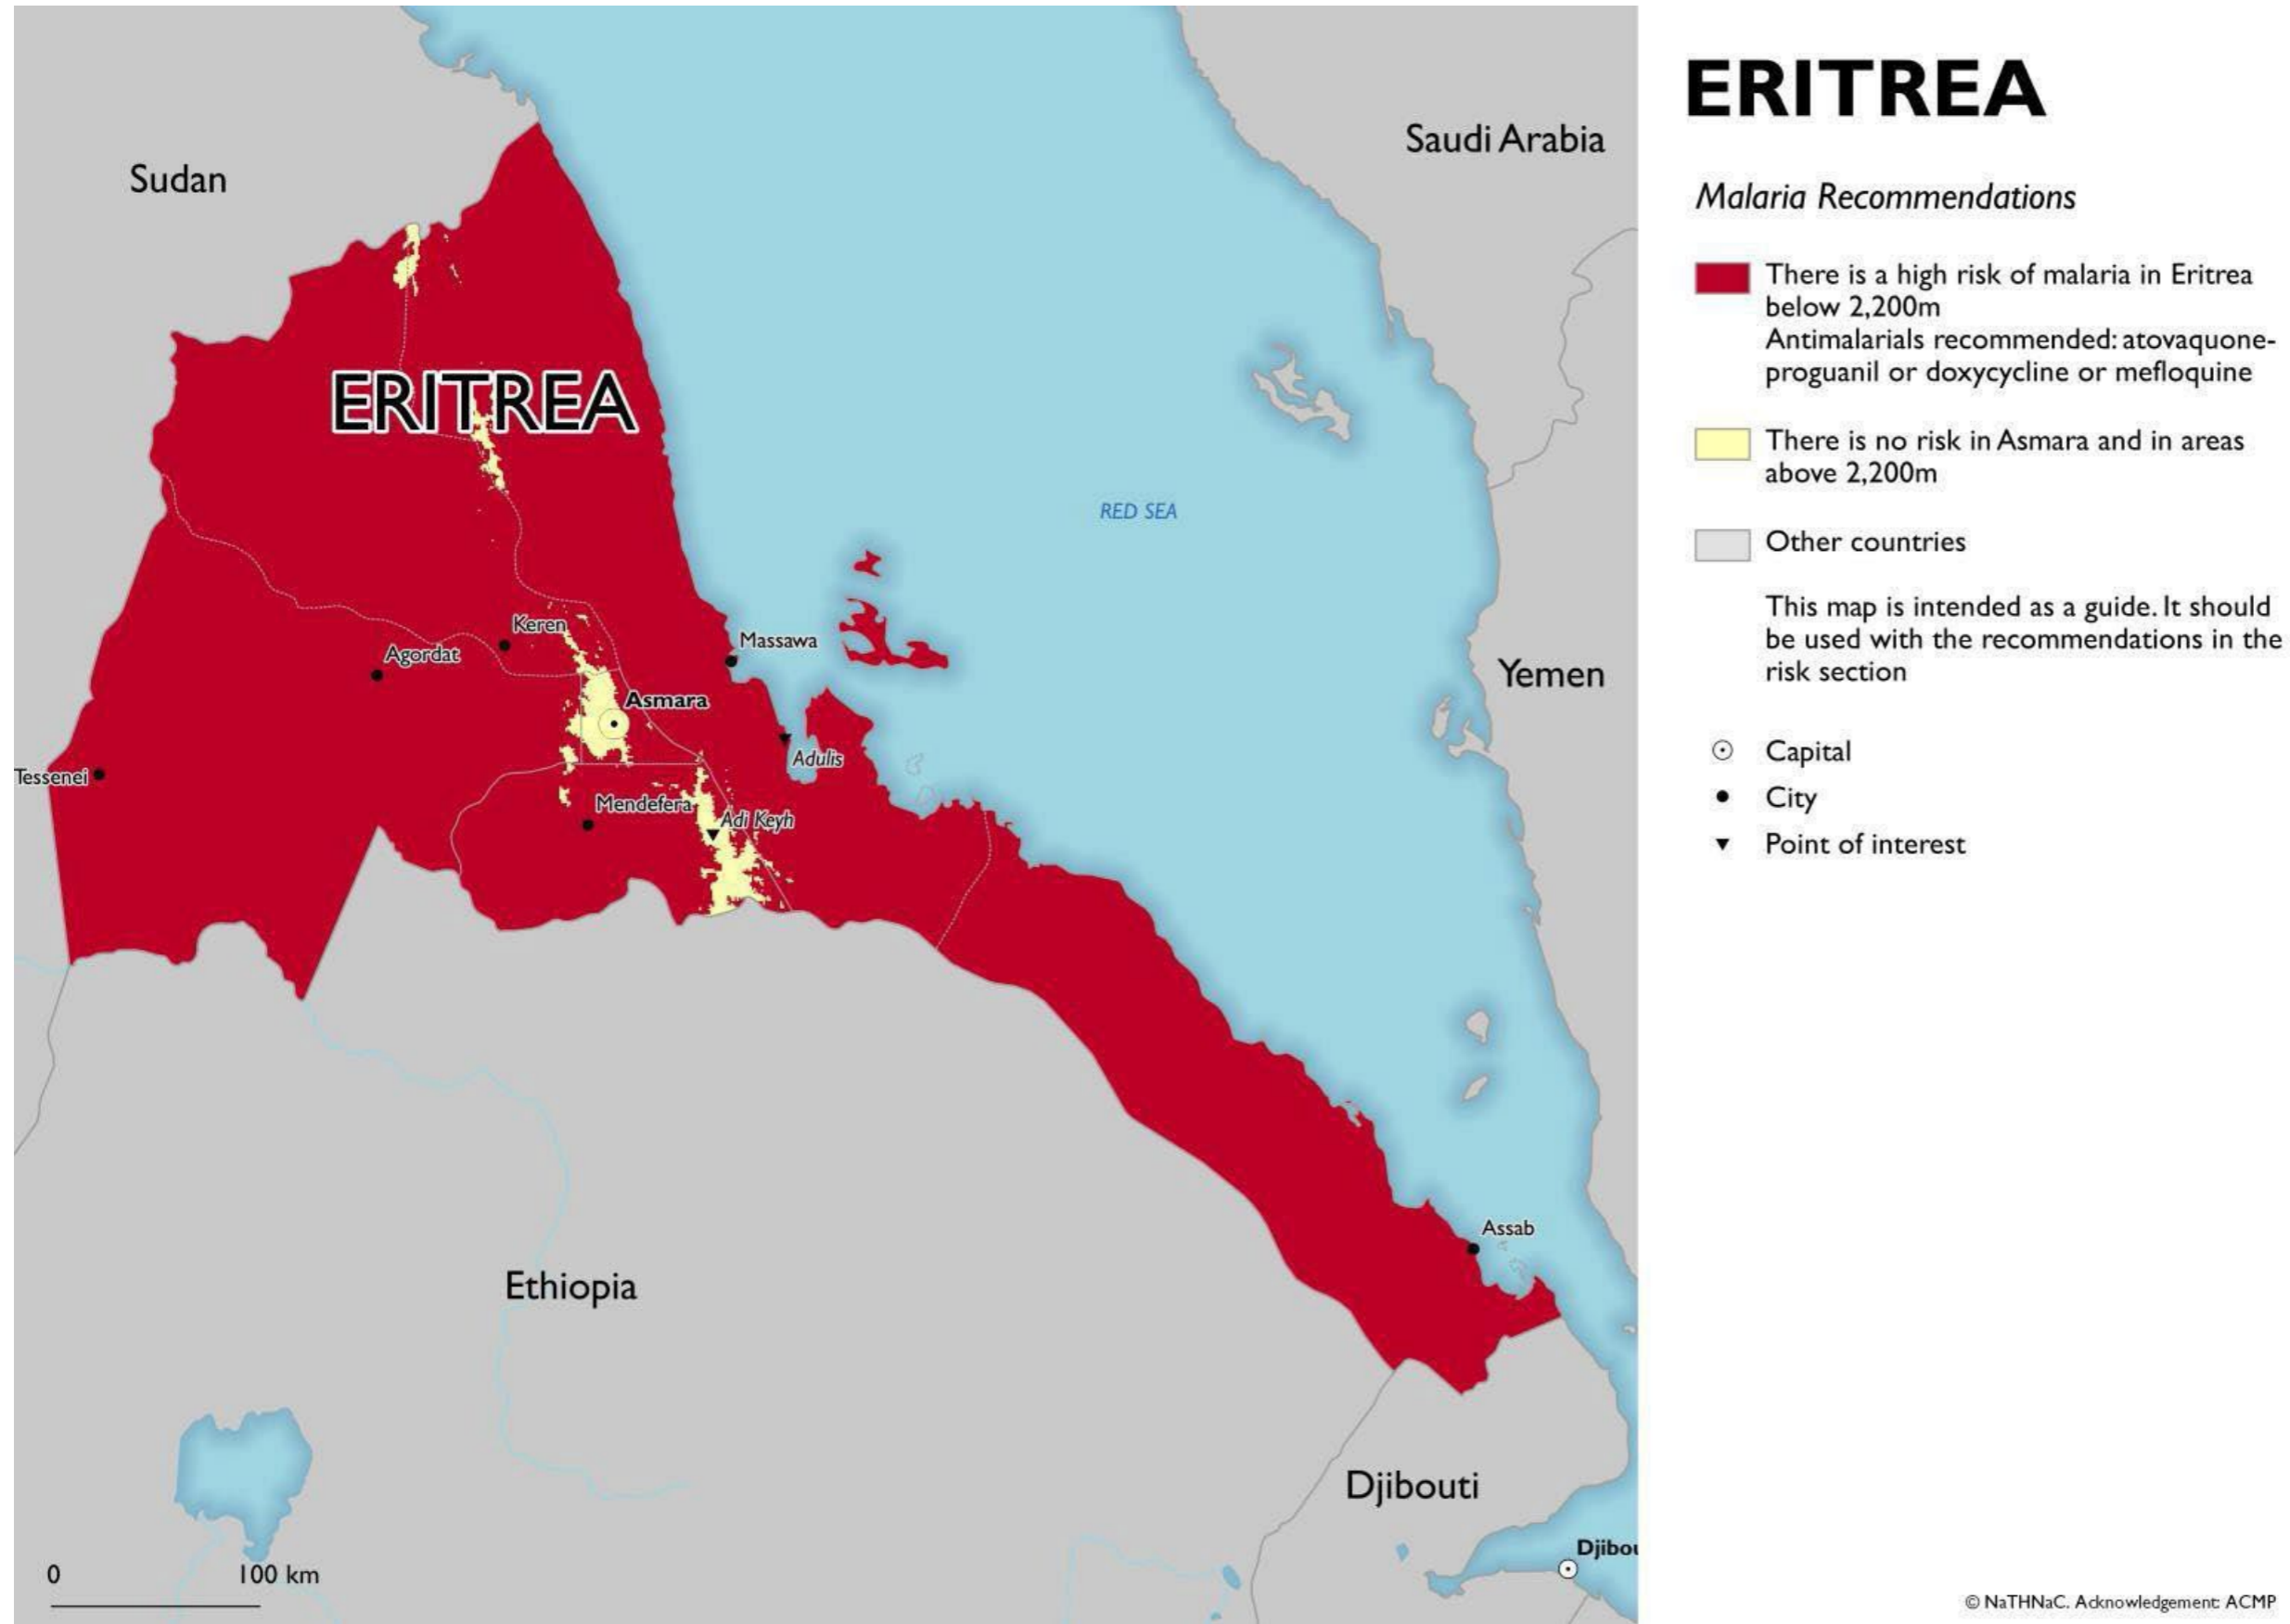 ERITREA
Malaria Recommendations
There is a high risk of malaria in Eritrea
below 2,200m
Antimalarials recommended: atovaquone-
proguanil or doxycycline or mefloquine
There is no risk in Asmara and in areas
above 2,200m
Other countries
This map is intended as a guide. It should
be used with the recommendations in the
risk section
Capital
City
Point of interest
Saudi Arabia
Sudan
ERITREA
RED SEA
Keren
Massawa
Agordat
Yemen
Asmara
Adulis
Tessenei
Mendefera
Adi Keyh
Assab
Ethiopia
Djibouti
Djibou
0 100 km
© NaTHNaC. Acknowledgement: ACMP